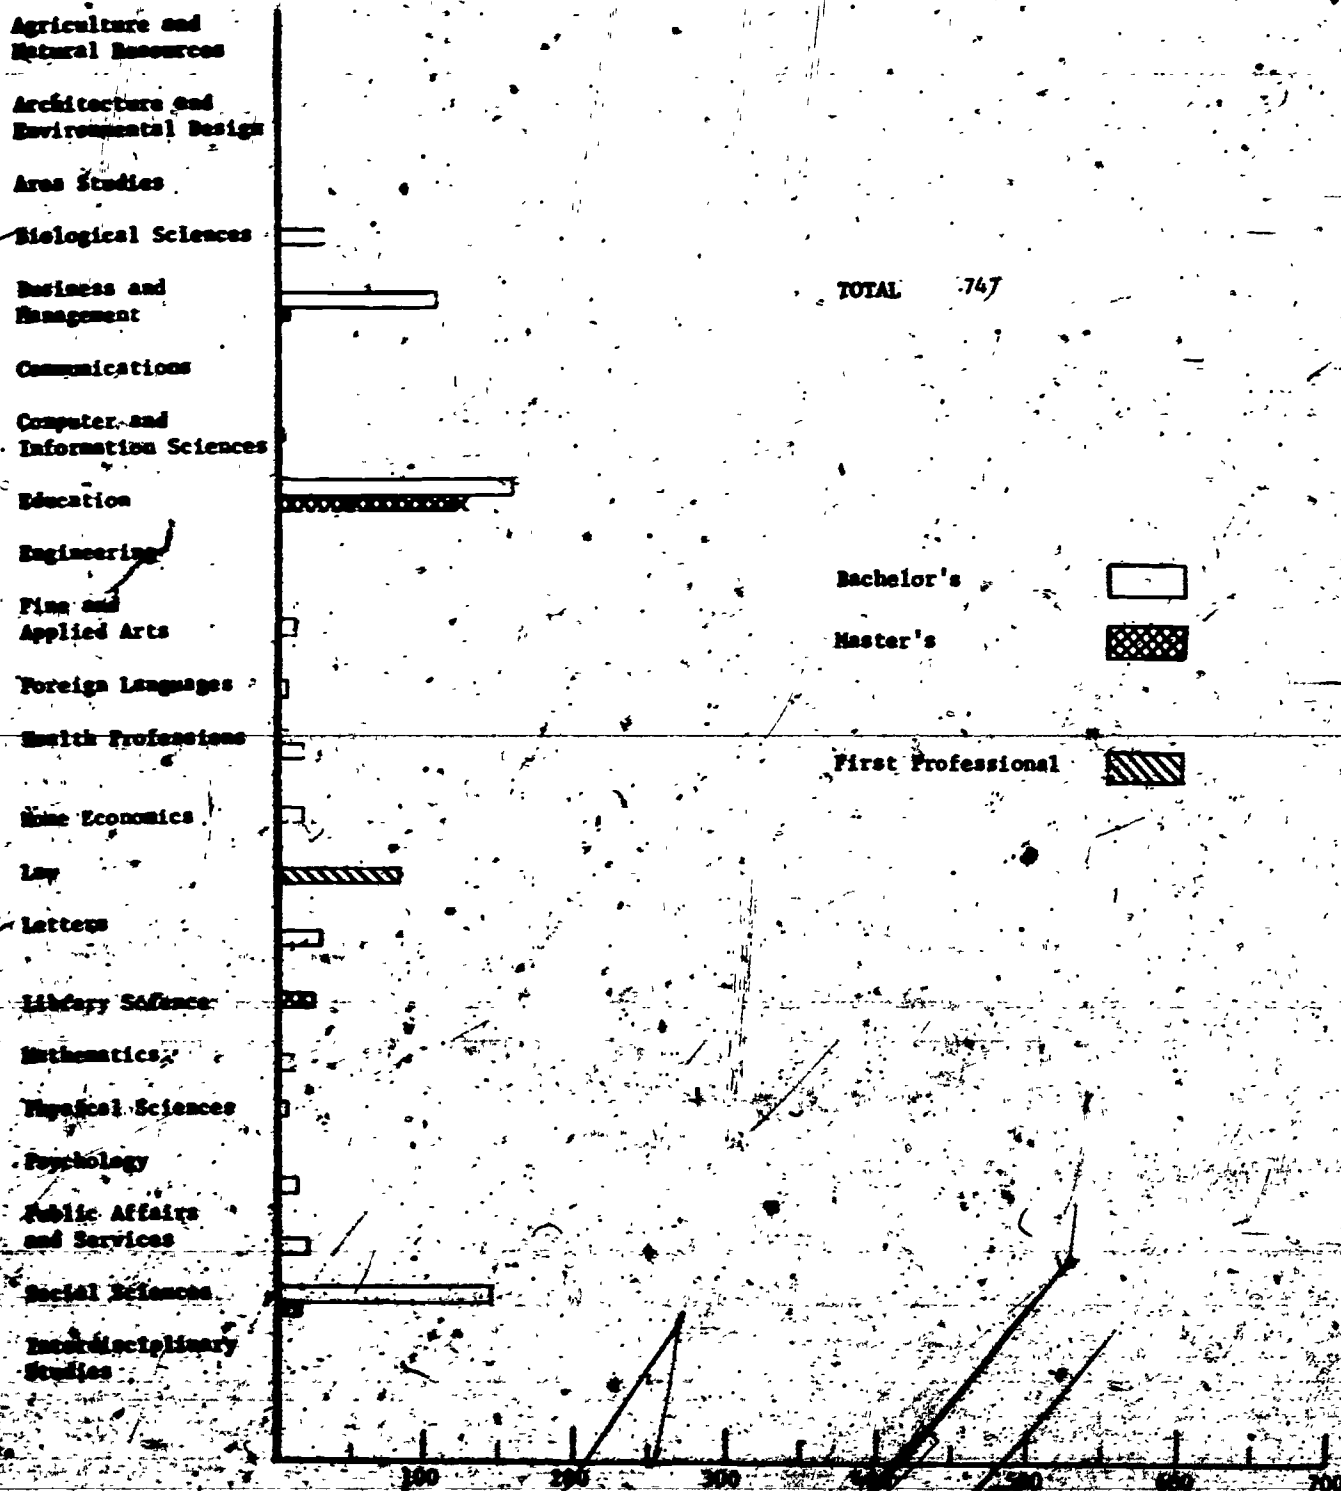 Agriculture and
Natural Resources
Architecture and
Environmental Design
Area Studies
Biological Sciences
Business and
Management
TOTAL 747
Communications
Computer and
Information Sciences
Education
Engineering
Bachelor's
Fine and
Applied Arts
Master's
Foreign Languages
Health Professions
First Professional
Home Economics
Law
Letters
Library Science
Mathematics
Physical Sciences
Psychology
Public Affairs
and Services
Social Sciences
Interdisciplinary
Studies
100 200 300 400 500 600 700